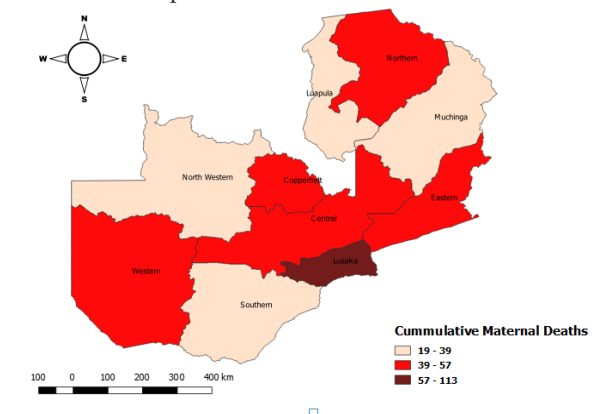 N
W E
S
Northern
Luapula
Muchinga
North Western
Copperbelt
Eastern
Central
Lusaka
Western
Southern
Cummulative Maternal Deaths
19 - 39
39 - 57
57 - 113
100 0 100 200 300 400 km